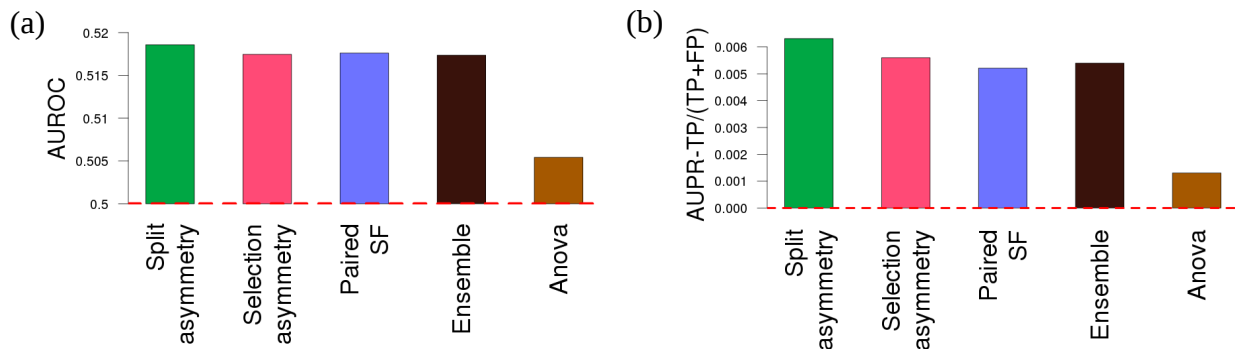 (a)
AUROC
0.52
0.515
0.51
0.505
0.5
Split
asymmetry
Selection
asymmetry
Paired
SF
Ensemble
Anova
(b)
AUPR-TP/(TP+FP)
0.006
0.005
0.004
0.003
0.002
0.001
0.000
Split
asymmetry
Selection
asymmetry
Paired
SF
Ensemble
Anova